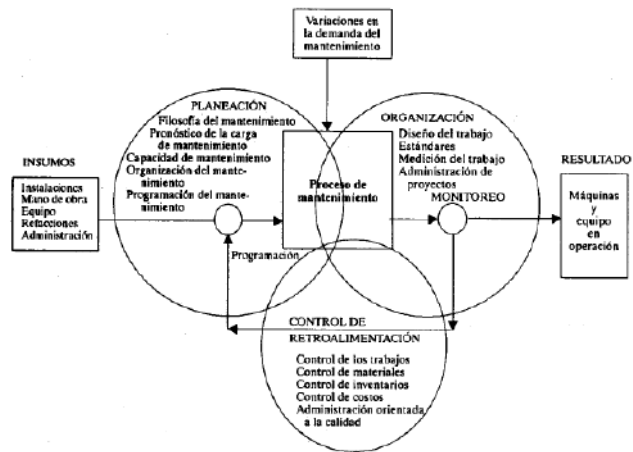 Variaciones en
la demanda del
mantenimiento
PLANEACIÓN
Filosofía del mantenimiento
Pronóstico de la carga
de mantenimiento
Capacidad de mantenimiento
Organización del mante-
nimiento
Programación del mante-
nimiento
ORGANIZACIÓN
Diseño del trabajo
Estándares
Medición del trabajo
Administración de
proyectos
MONITOREO
INSUMOS
Instalaciones
Mano de obra
Equipo
Refacciones
Administración
Proceso de
mantenimiento
RESULTADO
Máquinas
y
equipo
en
operación
Programación
CONTROL DE
RETROALIMENTACIÓN
Control de los trabajos
Control de materiales
Control de inventarios
Control de costos
Administración orientada
a la calidad